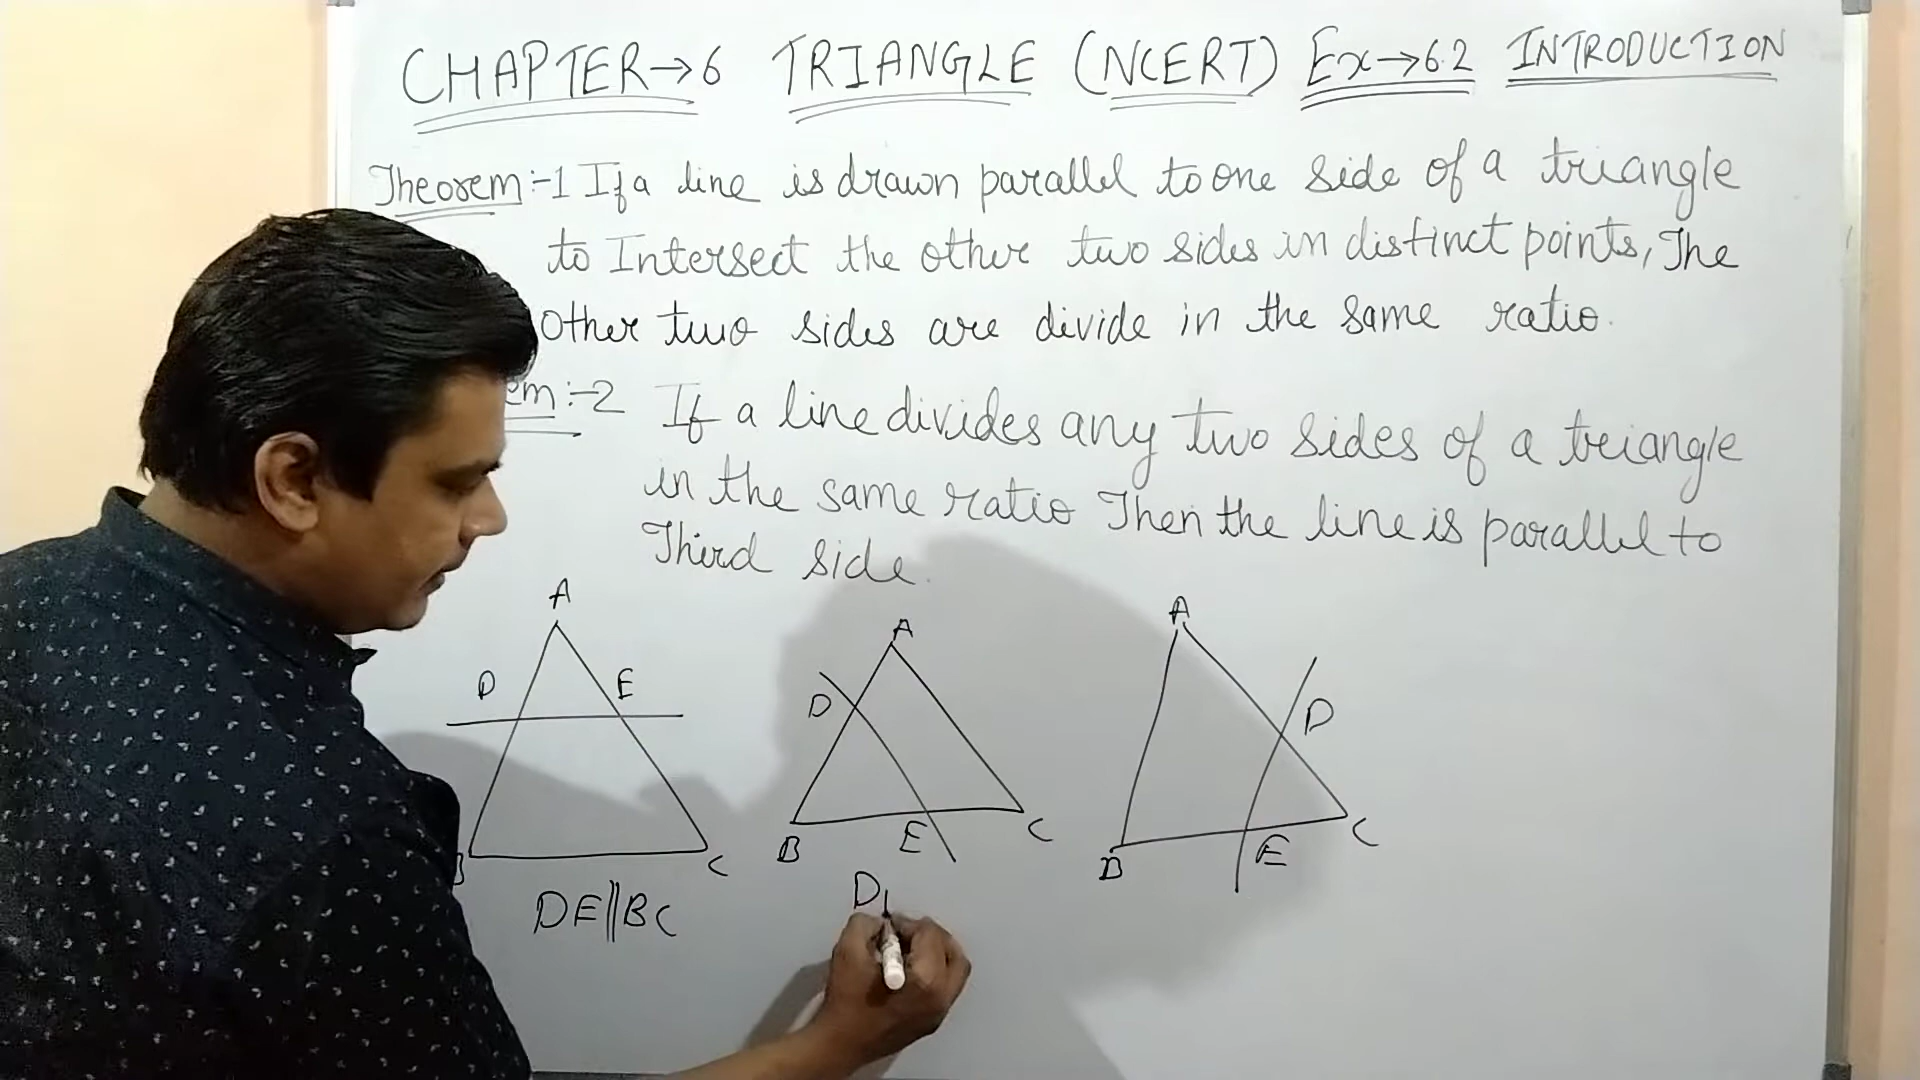 CHAPTER→6 TRIANGLE (NCERT) Ex→6.2 INTRODUCTION
Theorem:-1 If a line is drawn parallel to one side of a triangle
to Intersect the other two sides in distinct points, The
Other two sides are divide in the same ratio.
em:-2 If a line divides any two sides of a triangle
in the same ratio Then the line is parallel to
Third side.
A
D E
B C
DE||BC
A
D
B E C
D
A
D
B E C